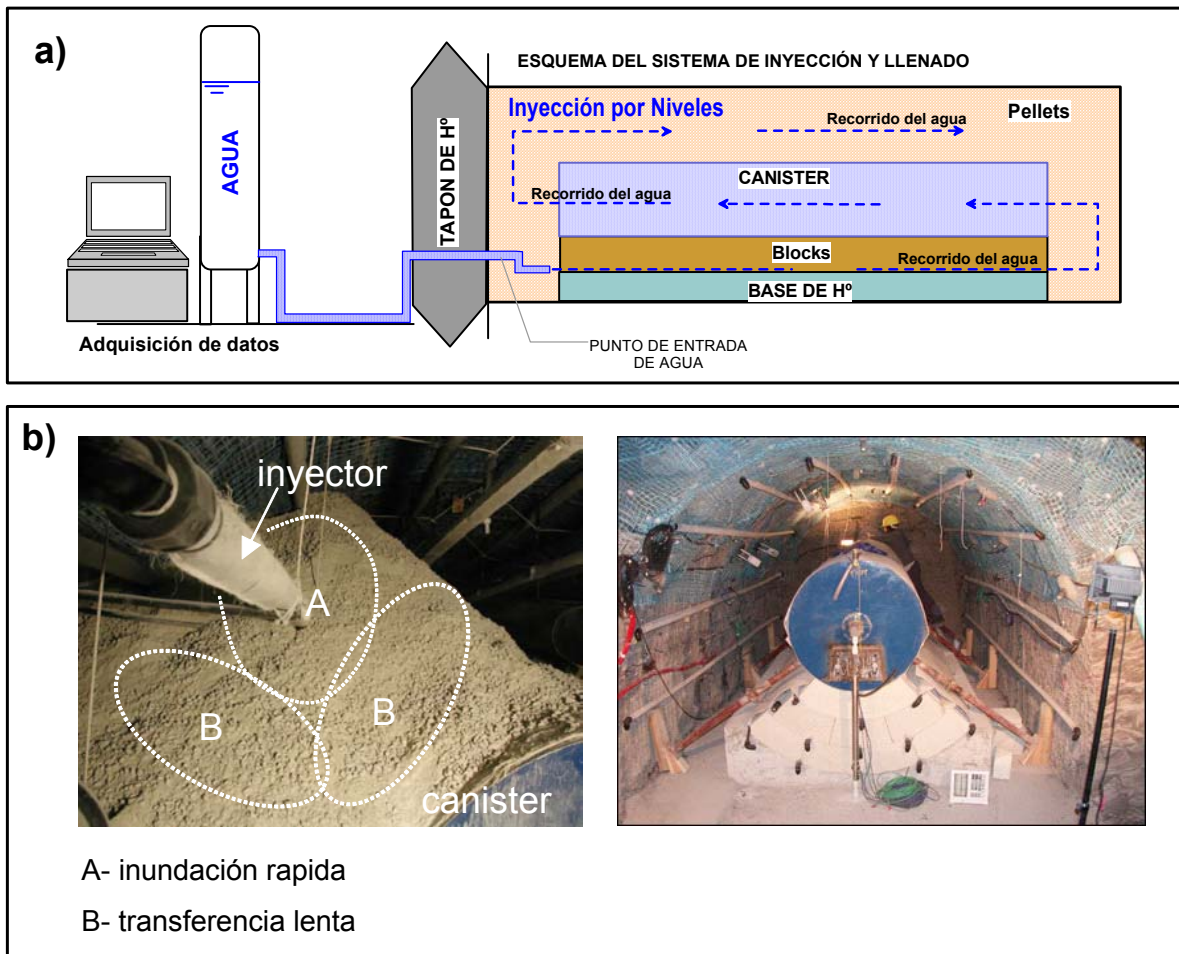 a)
ESQUEMA DEL SISTEMA DE INYECCIÓN Y LLENADO
AGUA
TAPON DE Hº
Inyección por Niveles
Recorrido del agua
Pellets
CANISTER
Recorrido del agua
Blocks
Recorrido del agua
BASE DE Hº
Adquisición de datos
PUNTO DE ENTRADA
DE AGUA
b)
inyector
A
B
B
canister
A- inundación rapida
B- transferencia lenta